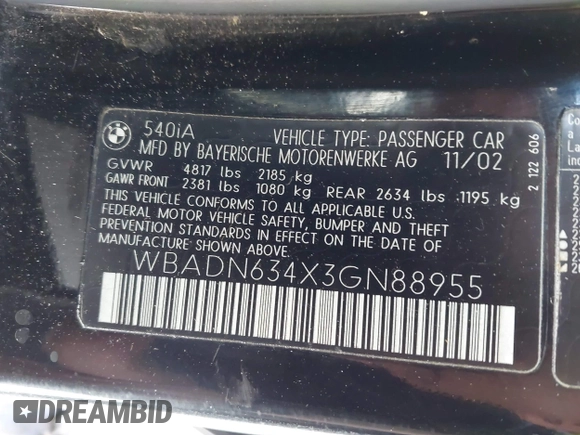 540iA VEHICLE TYPE: PASSENGER CAR
MFD BY BAYERISCHE MOTORENWERKE AG 11/02
GVWR 4817 lbs 2185 kg
GAWR FRONT 2381 lbs 1080 kg REAR 2634 lbs 1195 kg
THIS VEHICLE CONFORMS TO ALL APPLICABLE U.S.
FEDERAL MOTOR VEHICLE SAFETY, BUMPER AND THEFT
PREVENTION STANDARDS IN EFFECT ON THE DATE OF
MANUFACTURE SHOWN ABOVE.
WBADN634X3GN88955
2 122 606
DREAMBID